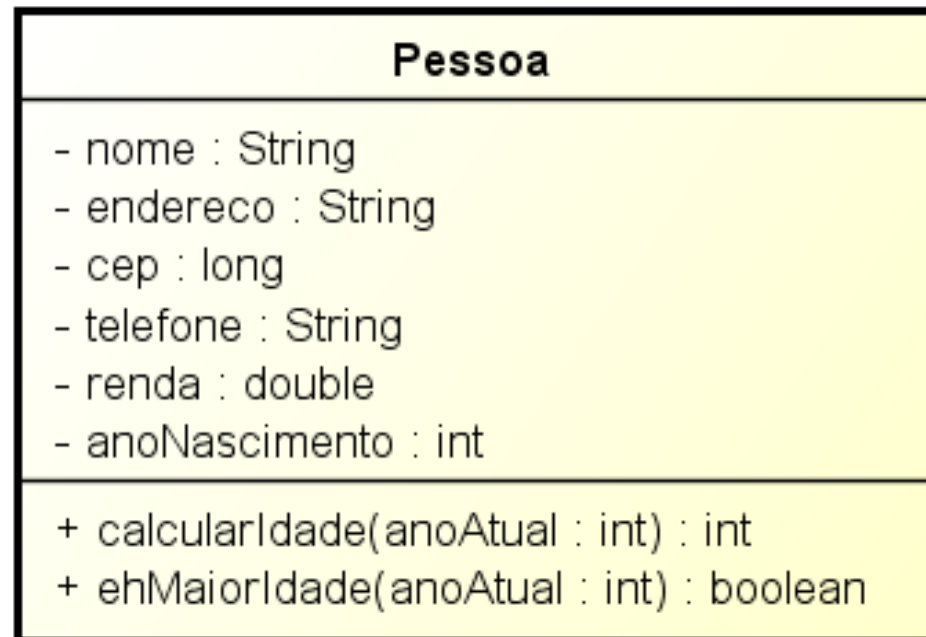 Pessoa
- nome : String
- endereco : String
- cep : long
- telefone : String
- renda : double
- anoNascimento : int
+ calcularIdade(anoAtual : int) : int
+ ehMaiorIdade(anoAtual : int) : boolean